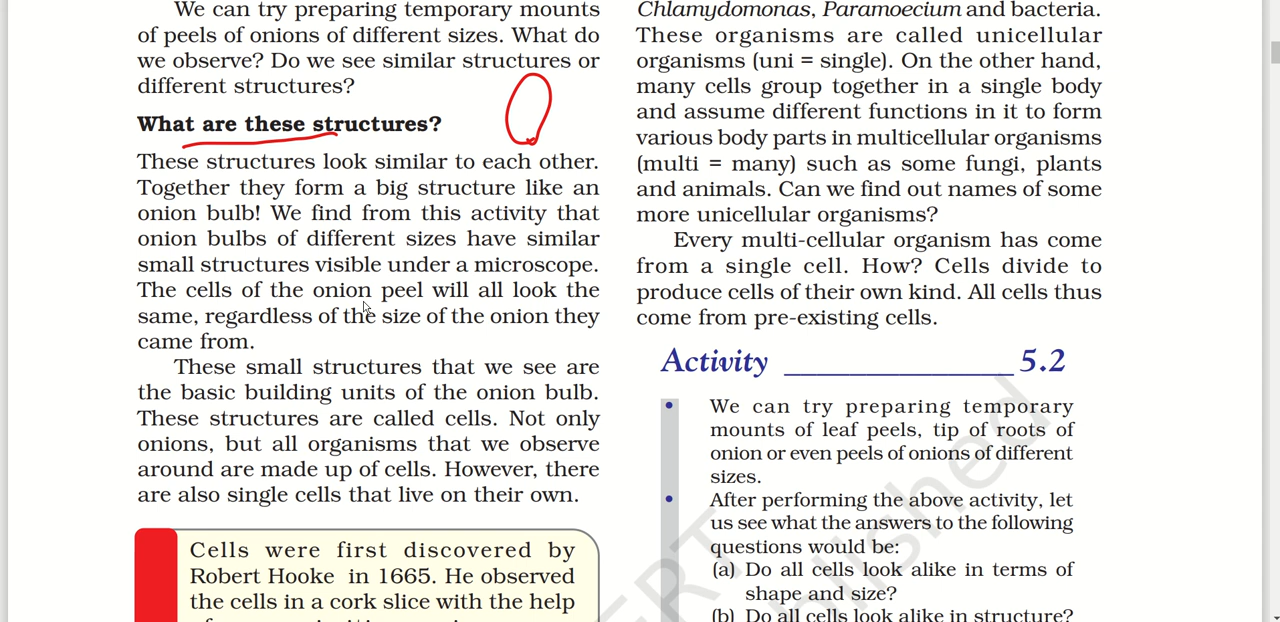 We can try preparing temporary mounts
of peels of onions of different sizes. What do
we observe? Do we see similar structures or
different structures?
What are these structures?
These structures look similar to each other.
Together they form a big structure like an
onion bulb! We find from this activity that
onion bulbs of different sizes have similar
small structures visible under a microscope.
The cells of the onion peel will all look the
same, regardless of the size of the onion they
came from.
These small structures that we see are
the basic building units of the onion bulb.
These structures are called cells. Not only
onions, but all organisms that we observe
around are made up of cells. However, there
are also single cells that live on their own.
Cells were first discovered by
Robert Hooke in 1665. He observed
the cells in a cork slice with the help
Chlamydomonas, Paramoecium and bacteria.
These organisms are called unicellular
organisms (uni = single). On the other hand,
many cells group together in a single body
and assume different functions in it to form
various body parts in multicellular organisms
(multi = many) such as some fungi, plants
and animals. Can we find out names of some
more unicellular organisms?
Every multi-cellular organism has come
from a single cell. How? Cells divide to
produce cells of their own kind. All cells thus
come from pre-existing cells.
Activity _______________ 5.2
• We can try preparing temporary
mounts of leaf peels, tip of roots of
onion or even peels of onions of different
sizes.
• After performing the above activity, let
us see what the answers to the following
questions would be:
(a) Do all cells look alike in terms of
shape and size?
(b) Do all cells look alike in structure?